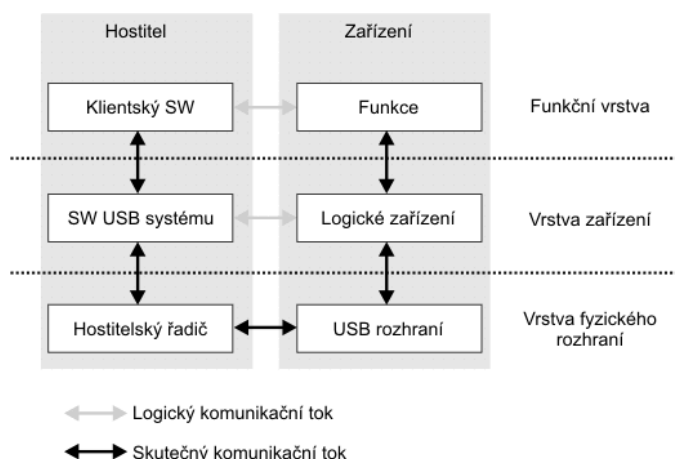 Hostitel
Zařízení
Klientský SW
Funkce
Funkční vrstva
SW USB systému
Logické zařízení
Vrstva zařízení
Hostitelský řadič
USB rozhraní
Vrstva fyzického
rozhraní
Logický komunikační tok
Skutečný komunikační tok